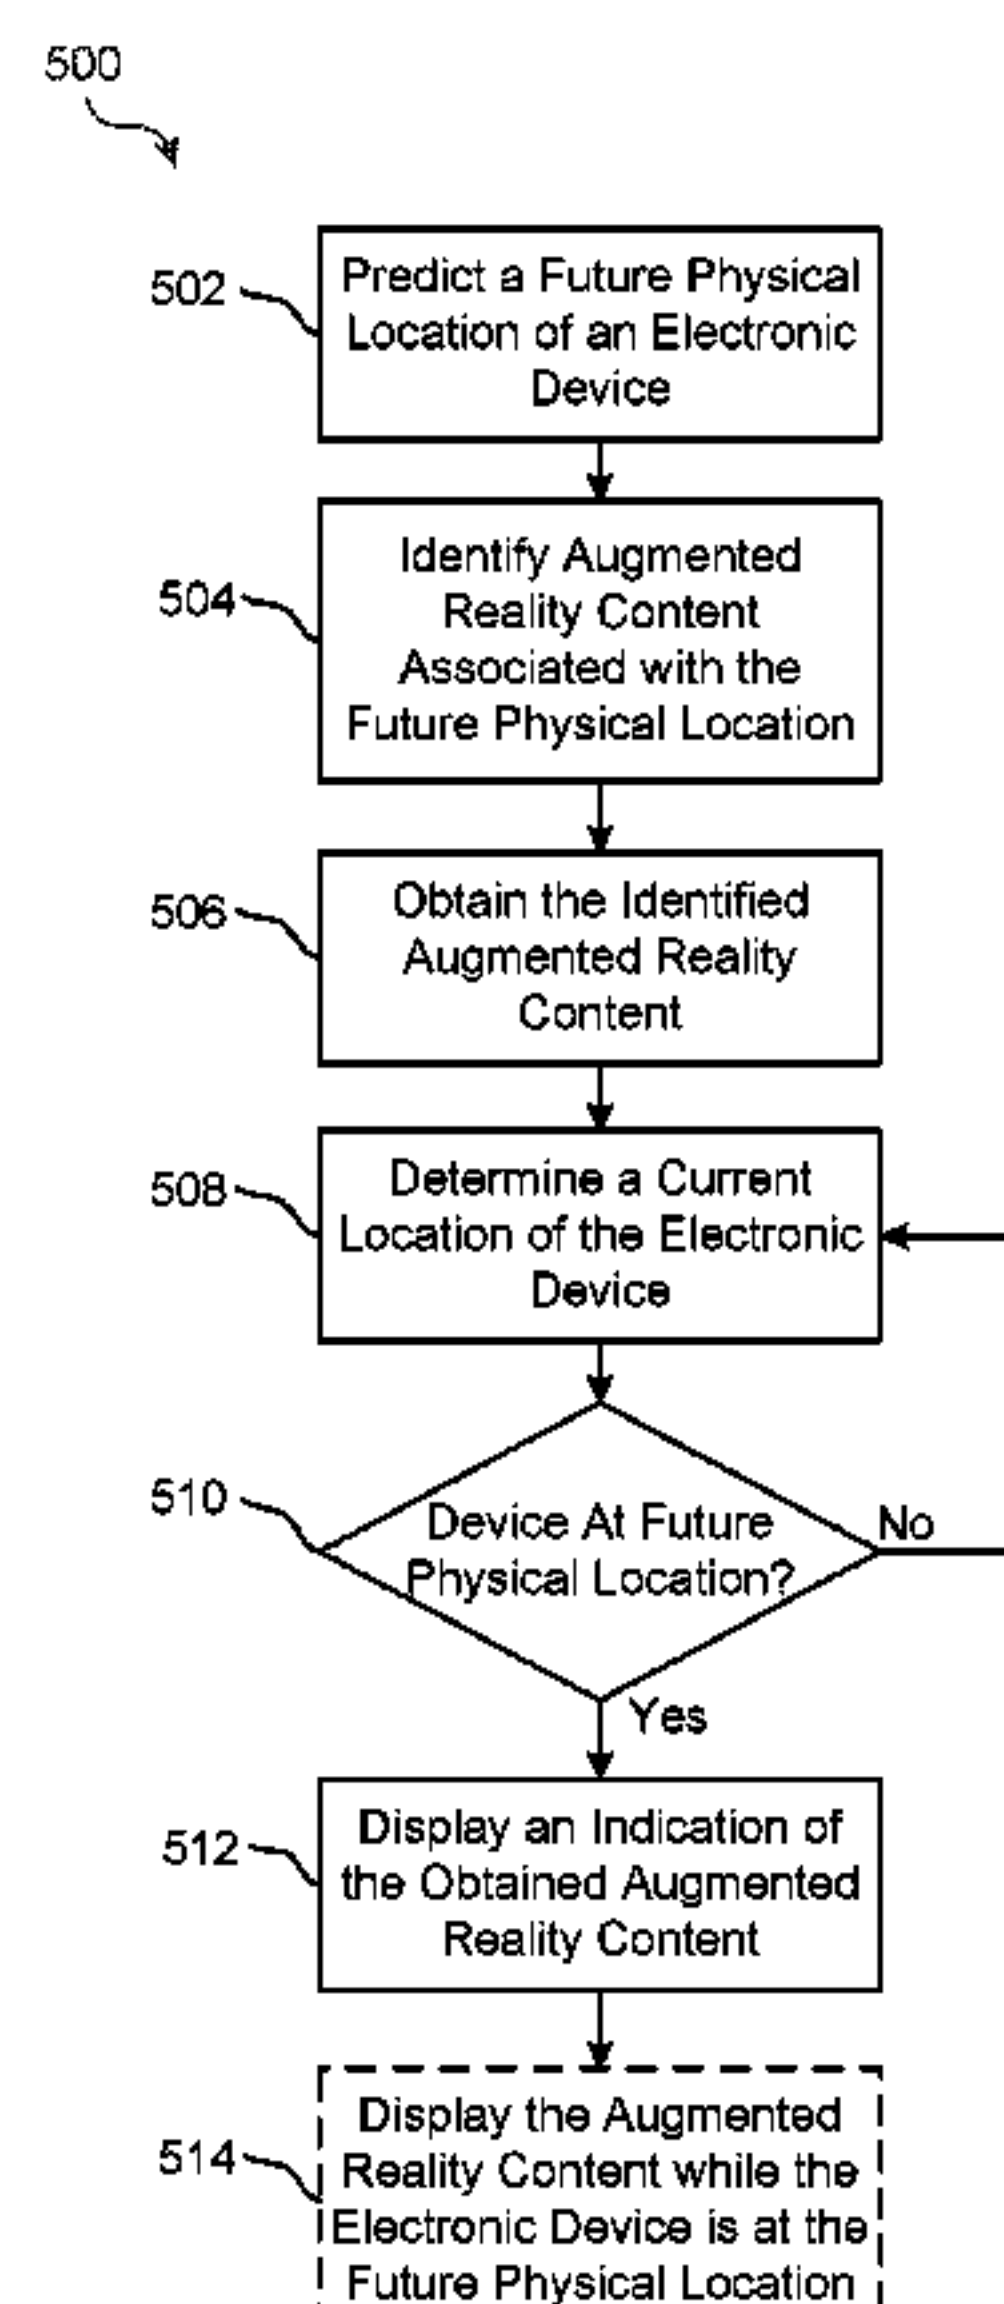 500
502
Predict a Future Physical
Location of an Electronic
Device
504
Identify Augmented
Reality Content
Associated with the
Future Physical Location
506
Obtain the Identified
Augmented Reality
Content
508
Determine a Current
Location of the Electronic
Device
510
Device At Future
Physical Location?
No
Yes
512
Display an Indication of
the Obtained Augmented
Reality Content
514
Display the Augmented
Reality Content while the
Electronic Device is at the
Future Physical Location